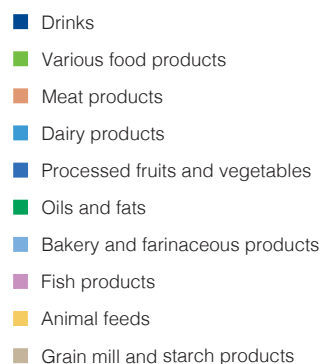 Drinks
Various food products
Meat products
Dairy products
Processed fruits and vegetables
Oils and fats
Bakery and farinaceous products
Fish products
Animal feeds
Grain mill and starch products